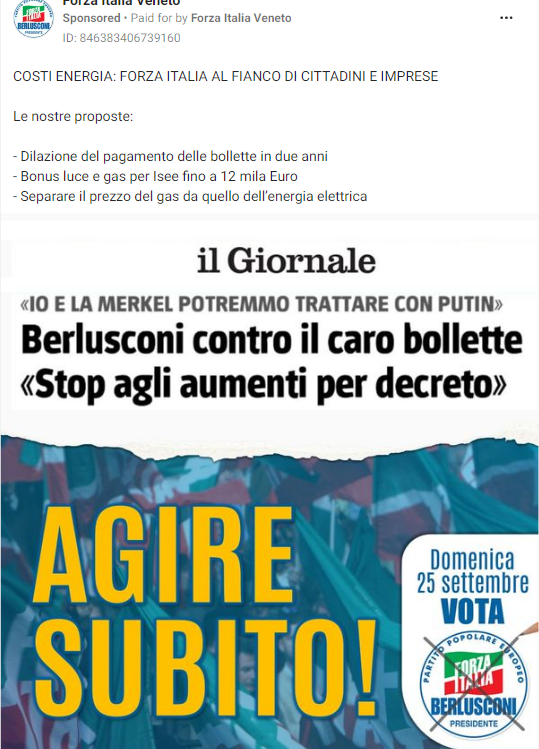 Forza Italia Veneto
FORZA ITALIA
BERLUSCONI
PRESIDENTE
Sponsored • Paid for by Forza Italia Veneto
ID: 846383406739160
COSTI ENERGIA: FORZA ITALIA AL FIANCO DI CITTADINI E IMPRESE
Le nostre proposte:
- Dilazione del pagamento delle bollette in due anni
- Bonus luce e gas per Isee fino a 12 mila Euro
- Separare il prezzo del gas da quello dell'energia elettrica
il Giornale
«IO E LA MERKEL POTREMMO TRATTARE CON PUTIN»
Berlusconi contro il caro bollette
«Stop agli aumenti per decreto»
AGIRE
SUBITO!
Domenica
25 settembre
VOTA
PARTITO POPOLARE EUROPEO
FORZA
ITALIA
BERLUSCONI
PRESIDENTE